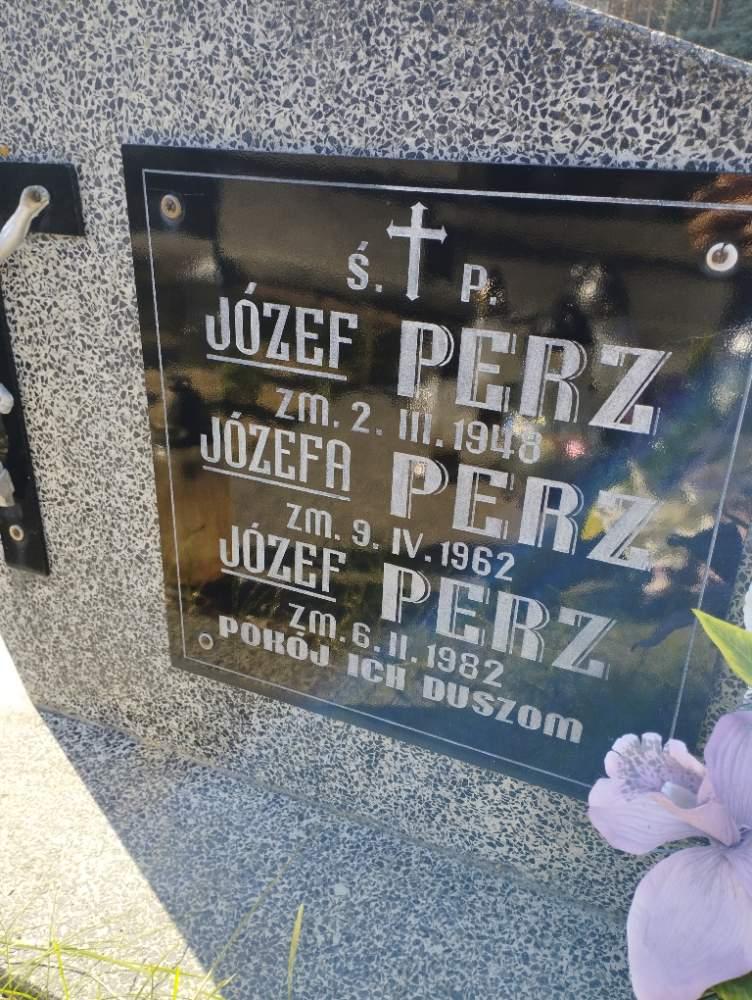 Ś. P.
JÓZEF PERZ
ZM. 2. III. 1948
JÓZEFA PERZ
ZM. 9. IV. 1962
JÓZEF PERZ
ZM. 6. II. 1982
POKÓJ ICH DUSZOM